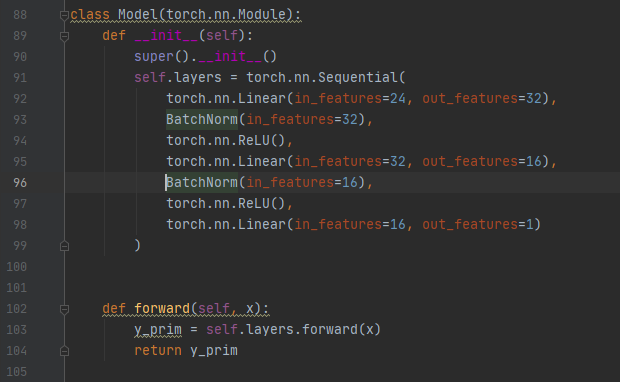 88 class Model(torch.nn.Module):
89     def __init__(self):
90         super().__init__()
91         self.layers = torch.nn.Sequential(
92             torch.nn.Linear(in_features=24, out_features=32),
93             BatchNorm(in_features=32),
94             torch.nn.ReLU(),
95             torch.nn.Linear(in_features=32, out_features=16),
96             BatchNorm(in_features=16),
97             torch.nn.ReLU(),
98             torch.nn.Linear(in_features=16, out_features=1)
99         )
100
101
102     def forward(self, x):
103         y_prim = self.layers.forward(x)
104         return y_prim
105